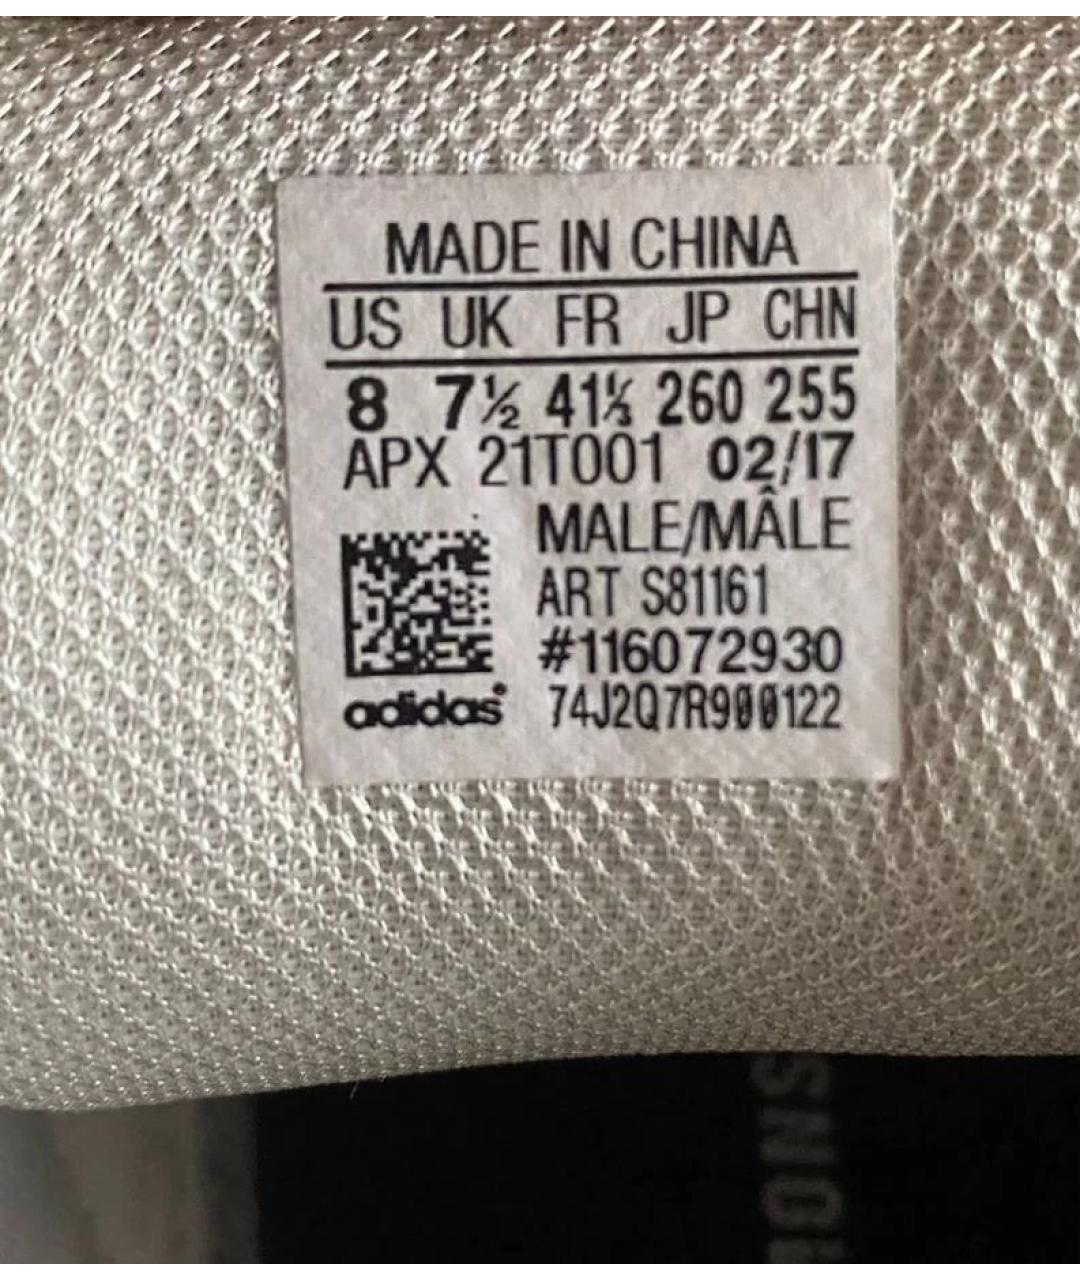 MADE IN CHINA
US UK FR JP CHN
8 7½ 41⅓ 260 255
APX 21T001 02/17
MALE/MÂLE
ART S81161
#116072930
adidas® 74J2Q7R900122